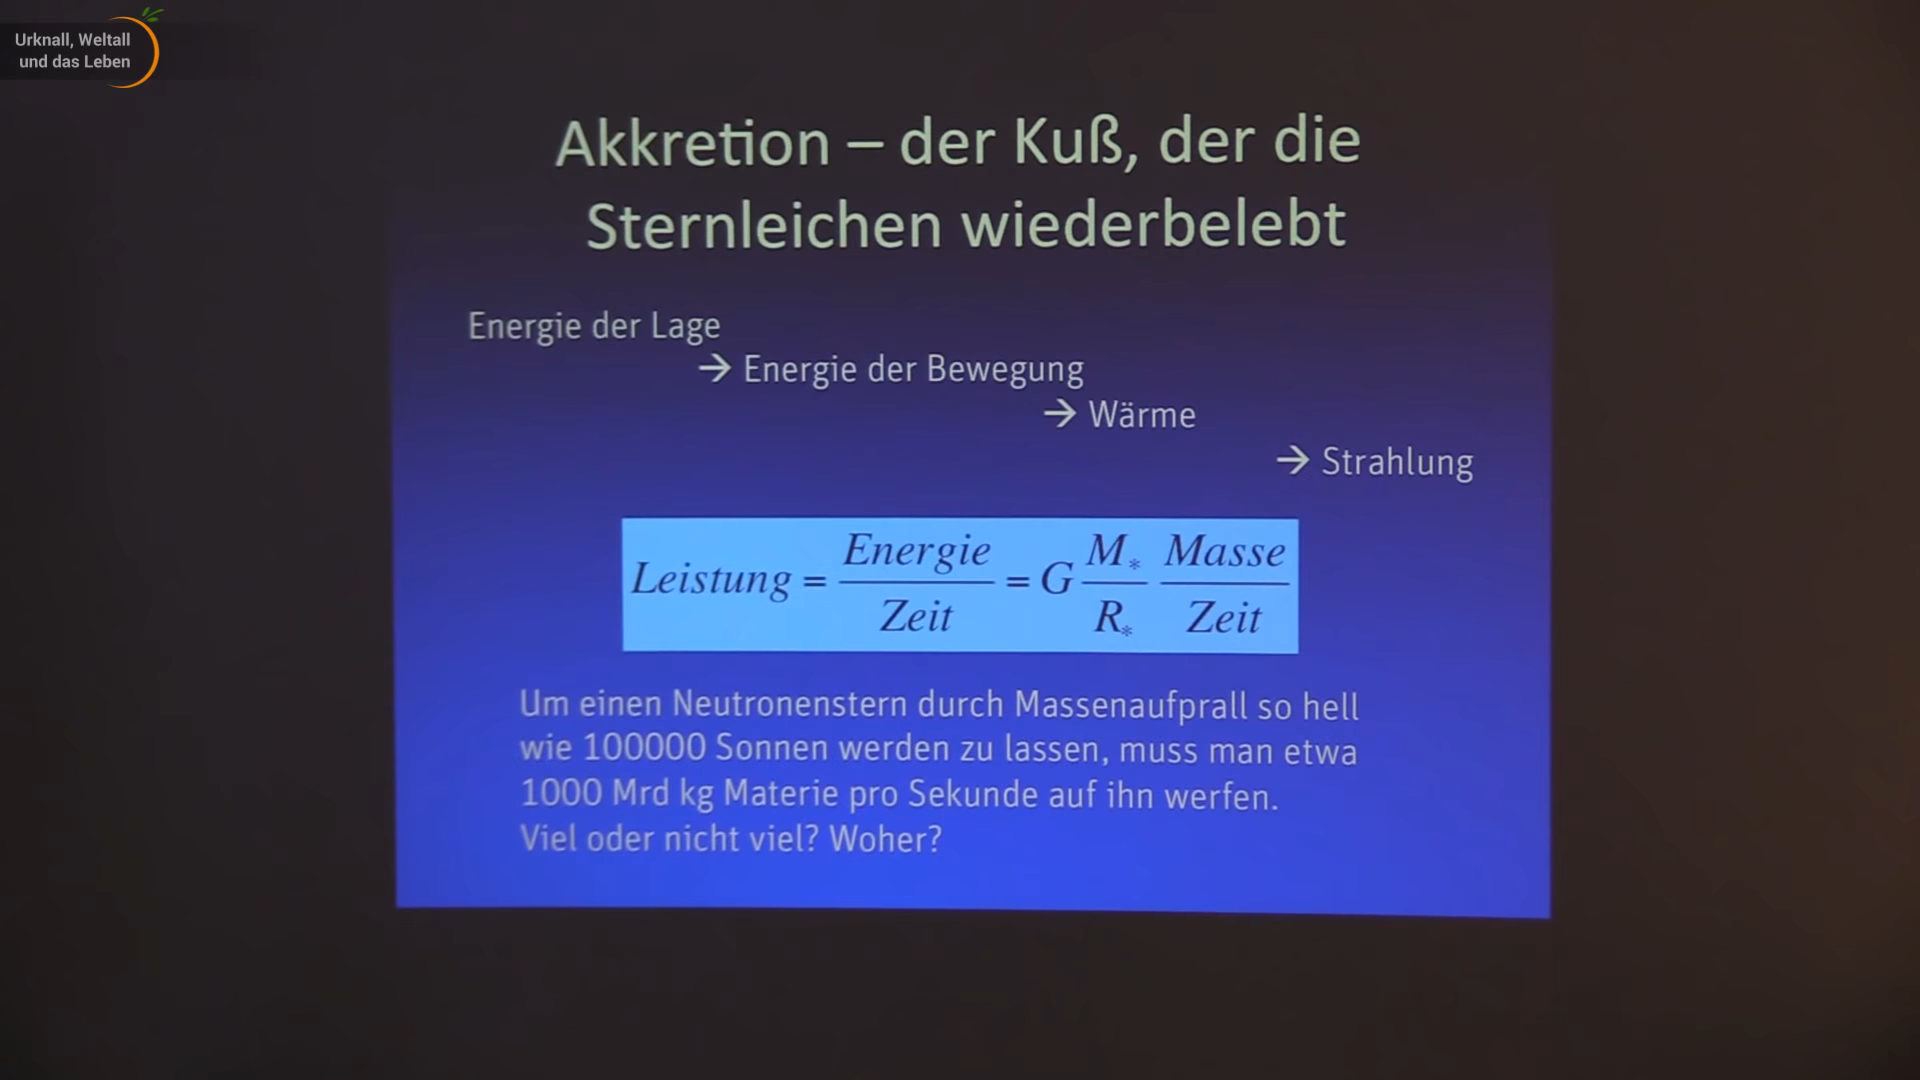 Urknall, Weltall
und das Leben
Akkretion – der Kuß, der die
Sternleichen wiederbelebt
Energie der Lage
→ Energie der Bewegung
→ Wärme
→ Strahlung
Leistung = Energie/Zeit = G M*/R* Masse/Zeit
Um einen Neutronenstern durch Massenaufprall so hell
wie 100000 Sonnen werden zu lassen, muss man etwa
1000 Mrd kg Materie pro Sekunde auf ihn werfen.
Viel oder nicht viel? Woher?